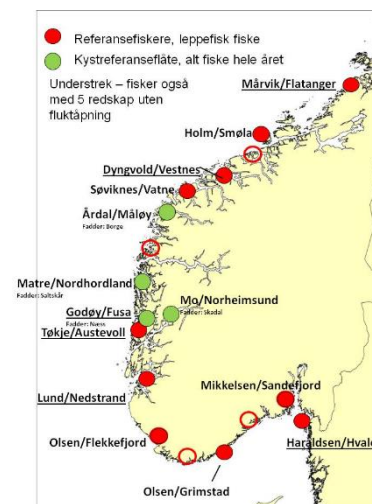 Referansefiskere, leppefisk fiske
Kystreferanseflåte, alt fiske hele året
Understrek – fisker også
med 5 redskap uten
fluktåpning
Mårvik/Flatanger
Holm/Smøla
Dyngvold/Vestnes
Søviknes/Vatne
Årdal/Måløy
Fadder: Børge
Matre/Nordhordland
Fadder: Saltskår
Godøy/Fusa
Fadder: Næss
Mo/Norheimsund
Fadder: Skadal
Tøkje/Austevoll
Lund/Nedstrand
Mikkelsen/Sandefjord
Olsen/Flekkefjord
Haraldsen/Hvale
Olsen/Grimstad